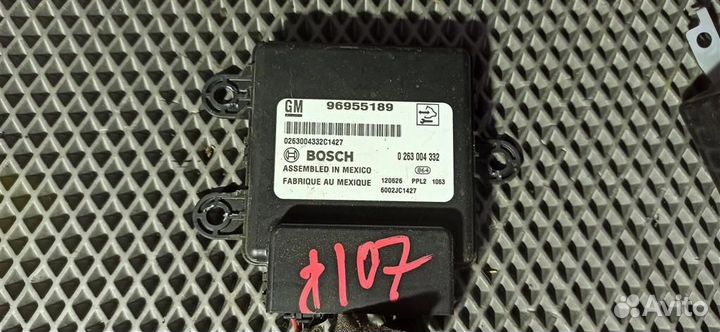 GM 96955189
0263004332C1427
BOSCH 0 263 004 332
ASSEMBLED IN MEXICO 864
FABRIQUE AU MEXIQUE 120626 PPL2 1063
6002JC1427
#107
Avito